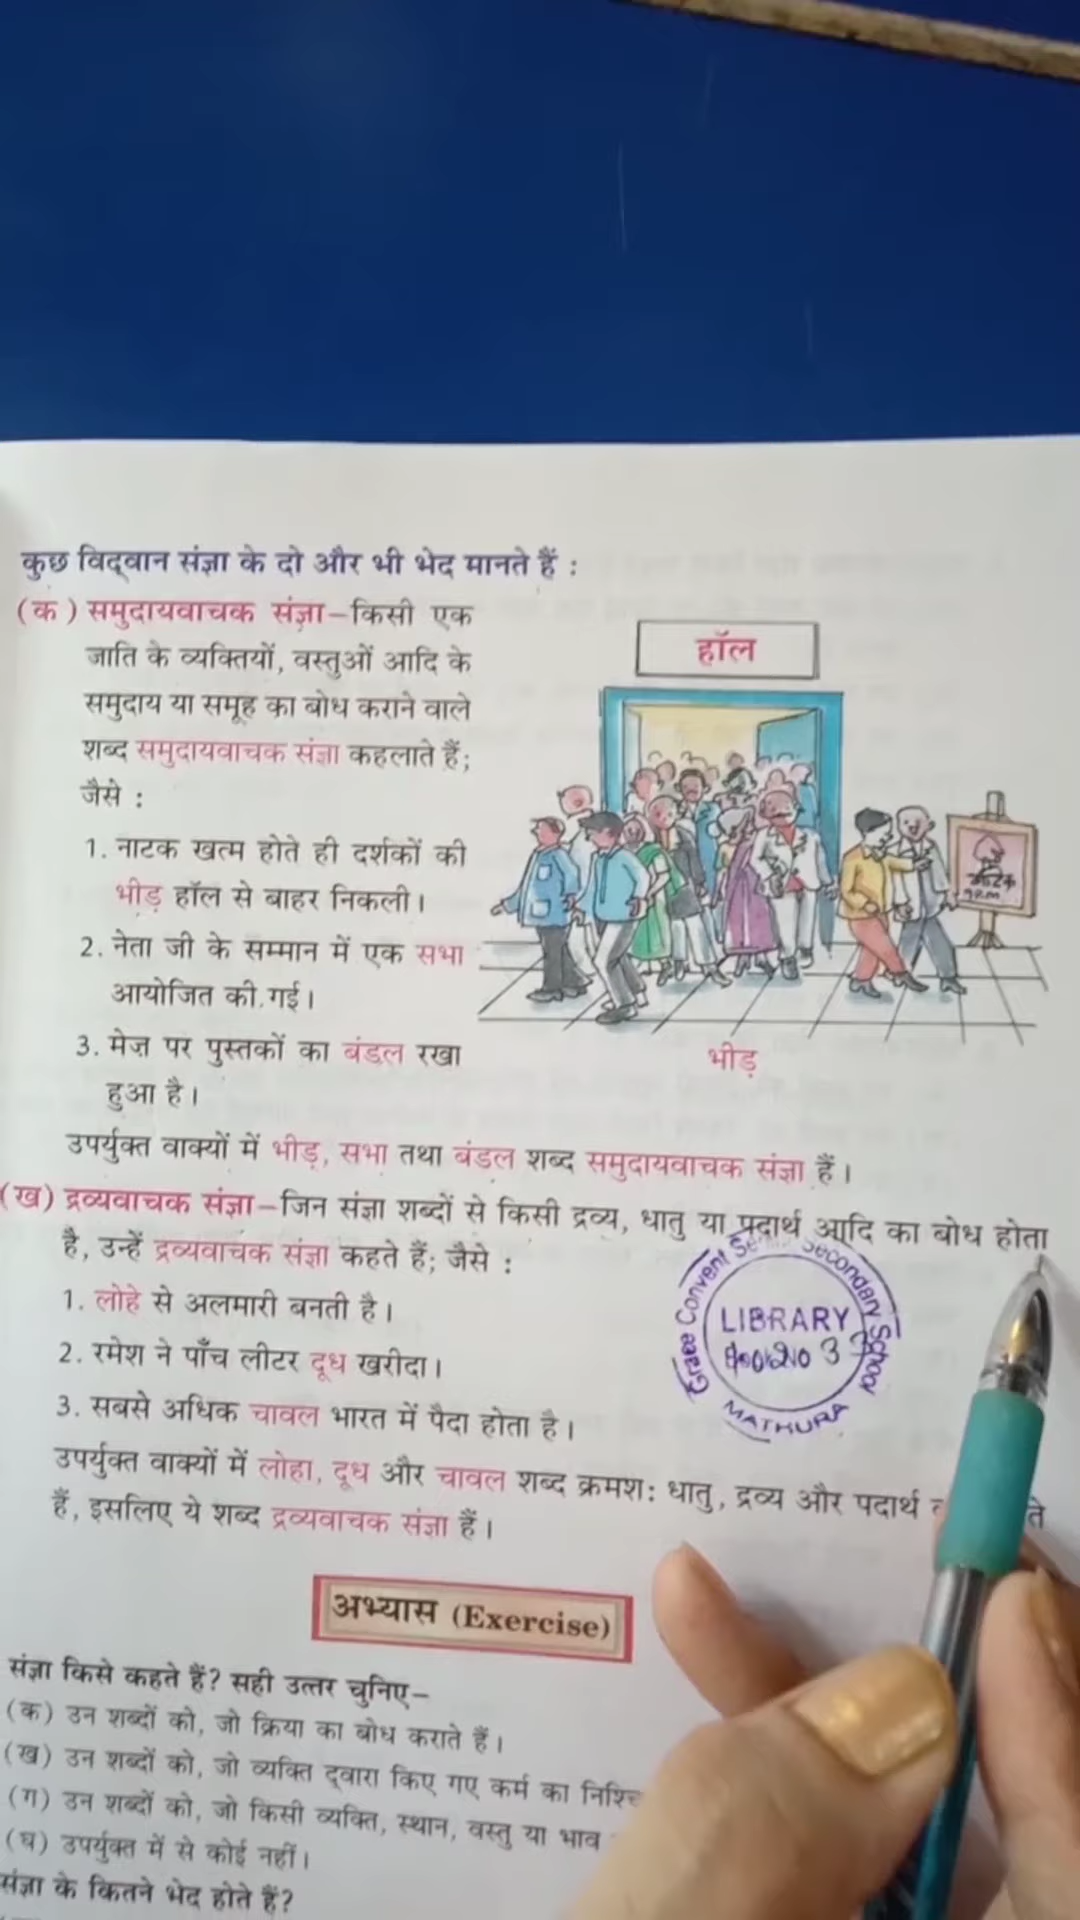 कुछ विद्वान संज्ञा के दो और भी भेद मानते हैं :
(क) समुदायवाचक संज्ञा–किसी एक
जाति के व्यक्तियों, वस्तुओं आदि के
समुदाय या समूह का बोध कराने वाले
शब्द समुदायवाचक संज्ञा कहलाते हैं;
जैसे :
1. नाटक खत्म होते ही दर्शकों की
भीड़ हॉल से बाहर निकली।
2. नेता जी के सम्मान में एक सभा
आयोजित की गई।
3. मेज़ पर पुस्तकों का बंडल रखा
हुआ है।
हॉल
नाटक
भीड़
उपर्युक्त वाक्यों में भीड़, सभा तथा बंडल शब्द समुदायवाचक संज्ञा हैं।
(ख) द्रव्यवाचक संज्ञा–जिन संज्ञा शब्दों से किसी द्रव्य, धातु या पदार्थ आदि का बोध होता
है, उन्हें द्रव्यवाचक संज्ञा कहते हैं; जैसे :
1. लोहे से अलमारी बनती है।
2. रमेश ने पाँच लीटर दूध खरीदा।
3. सबसे अधिक चावल भारत में पैदा होता है।
Convent Secondary School
LIBRARY
MATHURA
उपर्युक्त वाक्यों में लोहा, दूध और चावल शब्द क्रमशः धातु, द्रव्य और पदार्थ
हैं, इसलिए ये शब्द द्रव्यवाचक संज्ञा हैं।
अभ्यास (Exercise)
संज्ञा किसे कहते हैं? सही उत्तर चुनिए–
(क) उन शब्दों को, जो क्रिया का बोध कराते हैं।
(ख) उन शब्दों को, जो व्यक्ति द्वारा किए गए कर्म का
(ग) उन शब्दों को, जो किसी व्यक्ति, स्थान, वस्तु या भाव
(घ) उपर्युक्त में से कोई नहीं।
संज्ञा के कितने भेद होते हैं?